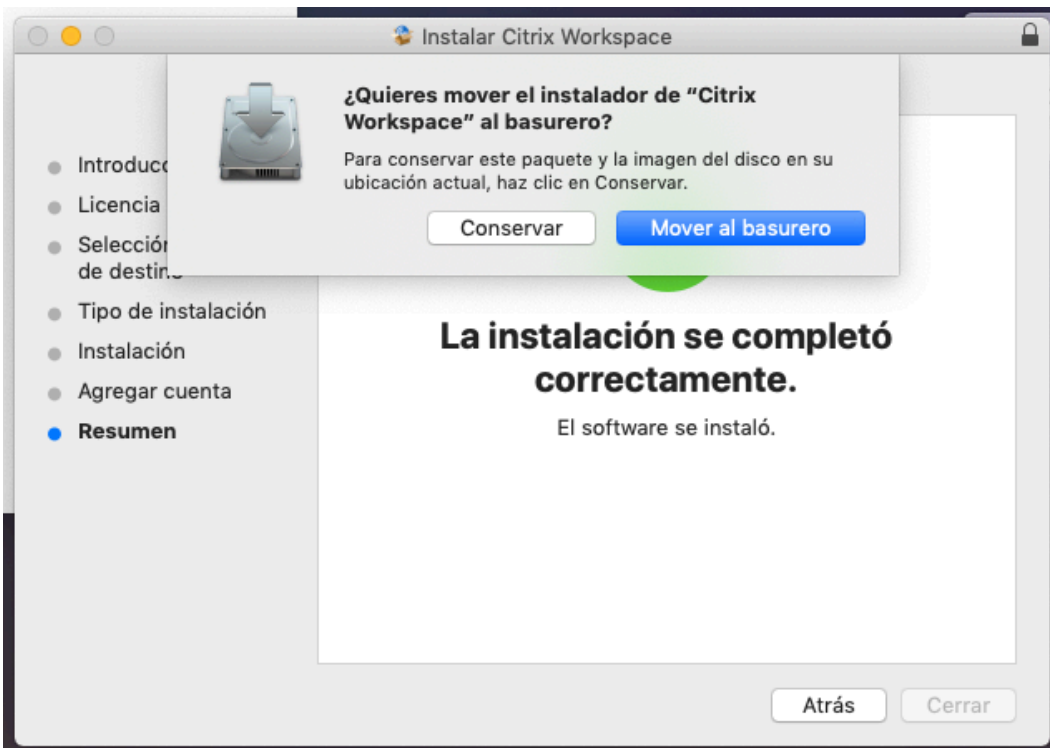 Instalar Citrix Workspace
¿Quieres mover el instalador de “Citrix
Workspace” al basurero?
Para conservar este paquete y la imagen del disco en su
ubicación actual, haz clic en Conservar.
Conservar
Mover al basurero
Licencia
de
Tipo de instalación
Instalación
Agregar cuenta
Resumen
La instalación se completó
correctamente.
El software se instaló.
Atrás
Cerrar